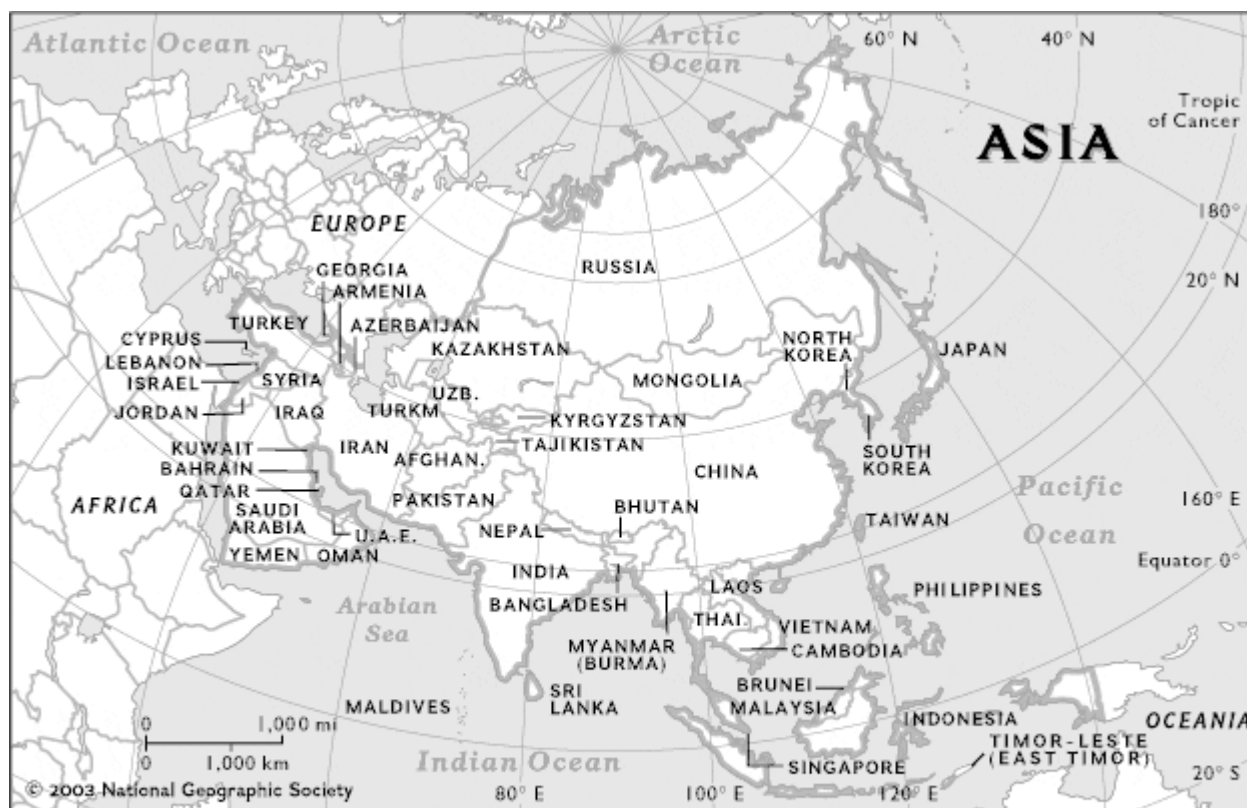 Atlantic Ocean
Arctic
Ocean
60° N
40° N
Tropic
of Cancer
ASIA
180°
20° N
EUROPE
GEORGIA
ARMENIA
RUSSIA
TURKEY
AZERBAIJAN
CYPRUS
LEBANON
ISRAEL
JORDAN
SYRIA
IRAQ
KAZAKHSTAN
UZB.
TURKM
NORTH
KOREA
JAPAN
MONGOLIA
KYRGYZSTAN
TAJIKISTAN
SOUTH
KOREA
KUWAIT
BAHRAIN
QATAR
IRAN
AFGHAN.
CHINA
AFRICA
SAUDI
ARABIA
PAKISTAN
BHUTAN
NEPAL
U.A.E.
YEMEN
OMAN
TAIWAN
Pacific
Ocean
160° E
Equator 0°
INDIA
BANGLADESH
LAOS
THAI.
PHILIPPINES
Arabian
Sea
VIETNAM
CAMBODIA
MYANMAR
(BURMA)
MALDIVES
SRI
LANKA
BRUNEI
MALAYSIA
INDONESIA
OCEANIA
TIMOR-LESTE
(EAST TIMOR)
SINGAPORE
0 1,000 mi
0 1,000 km
Indian Ocean
20° S
© 2003 National Geographic Society
80° E
100° E
120° E